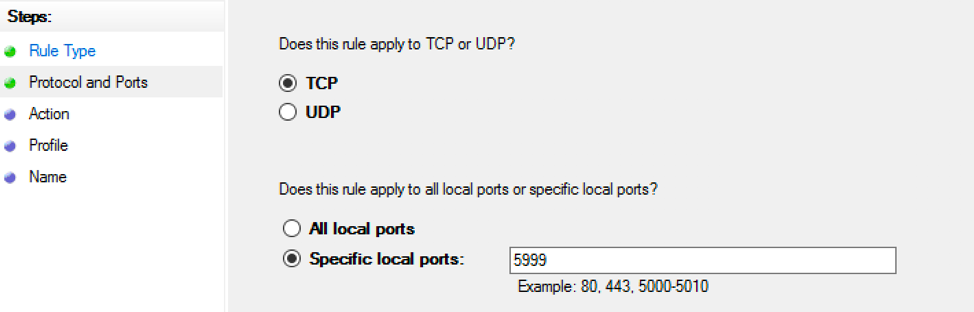 Steps:
Rule Type
Protocol and Ports
Action
Profile
Name
Does this rule apply to TCP or UDP?
TCP
UDP
Does this rule apply to all local ports or specific local ports?
All local ports
Specific local ports:
5999
Example: 80, 443, 5000-5010